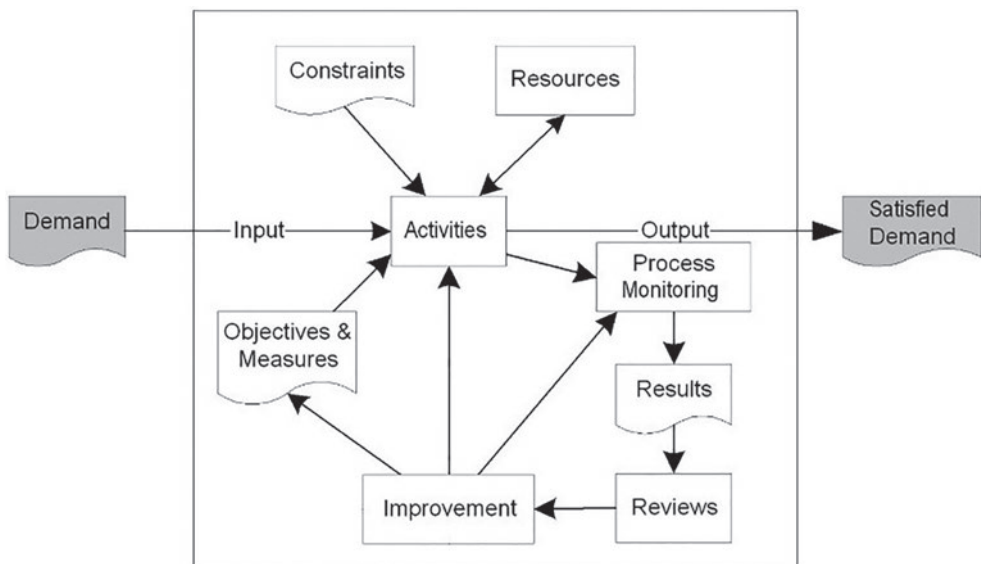 Constraints
Resources
Demand
Input
Activities
Output
Satisfied
Demand
Process
Monitoring
Objectives &
Measures
Results
Improvement
Reviews